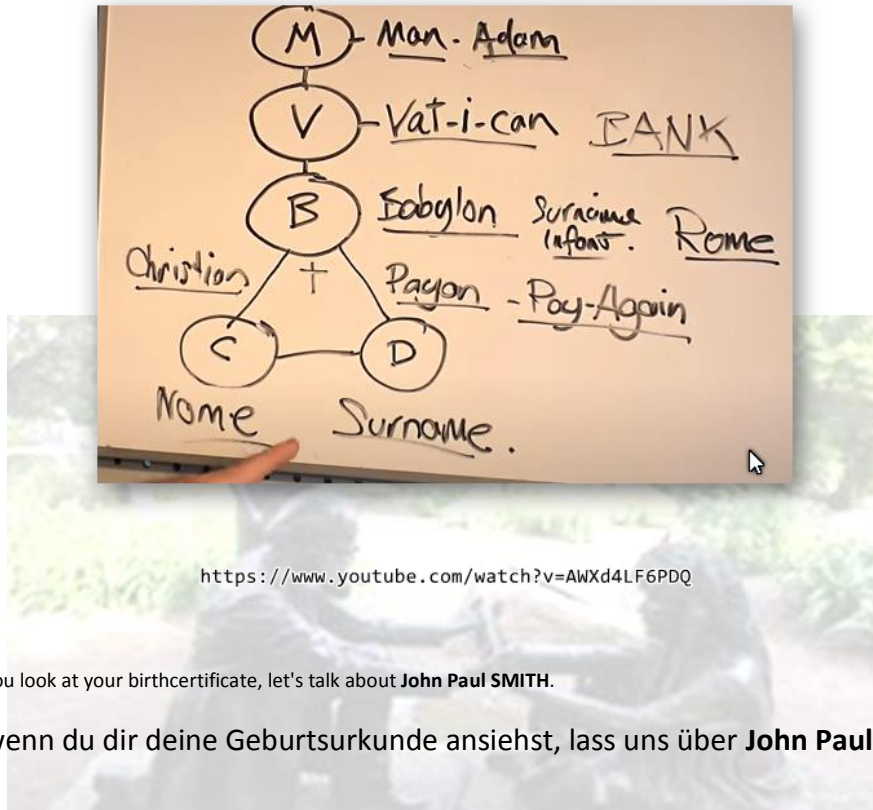 M - Man - Adam
V - Vat-i-can BANK
B Babylon Surname Infant. Rome
Christian + Pagan - Pay-Again
C D
Name Surname.
https://www.youtube.com/watch?v=AWXd4LF6PDQ
ou look at your birthcertificate, let's talk about John Paul SMITH.
wenn du dir deine Geburtsurkunde ansiehst, lass uns über John Paul